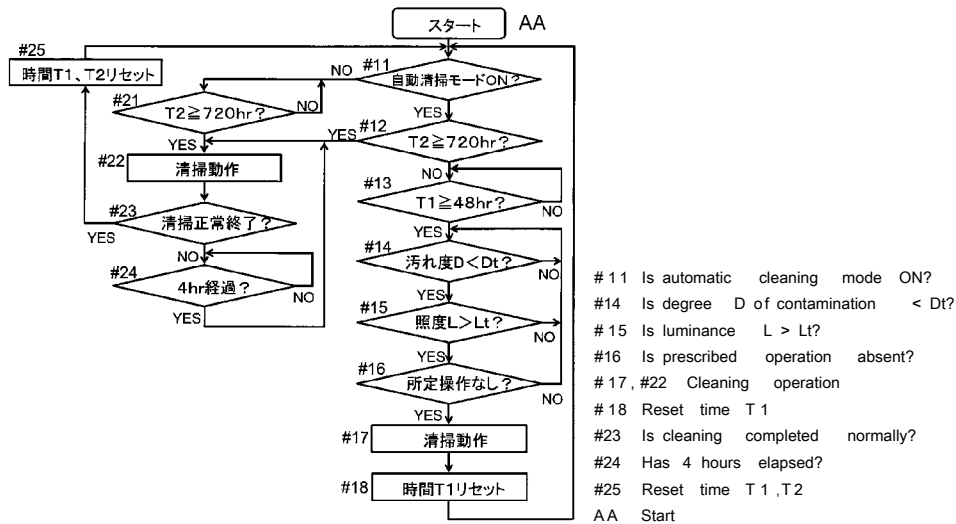 スタート AA
#25
時間T1、T2リセット
#11
自動清掃モードON?
NO
YES
#21
T2≧720hr?
NO
YES
#12
T2≧720hr?
YES
NO
#22
清掃動作
#13
T1≧48hr?
NO
YES
#23
清掃正常終了?
YES
NO
#14
汚れ度D<Dt?
NO
YES
#24
4hr経過?
NO
YES
#15
照度L>Lt?
NO
YES
#16
所定操作なし?
NO
YES
#17
清掃動作
#18
時間T1リセット
#11 Is automatic cleaning mode ON?
#14 Is degree D of contamination < Dt?
#15 Is luminance L > Lt?
#16 Is prescribed operation absent?
#17,#22 Cleaning operation
#18 Reset time T1
#23 Is cleaning completed normally?
#24 Has 4 hours elapsed?
#25 Reset time T1,T2
AA Start